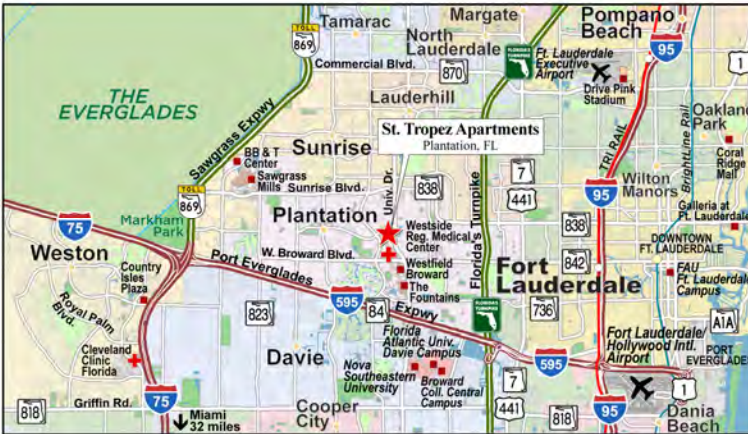 Tamarac
Margate
Pompano
Beach
TOLL
869
North
Lauderdale
Commercial Blvd.
870
FLORIDA'S
TURNPIKE
Ft. Lauderdale
Executive
Airport
95
1
THE
EVERGLADES
Sawgrass Expwy
Lauderhill
Drive Pink
Stadium
TRI RAIL
BrightLine Rail
Oakland
Park
St. Tropez Apartments
Plantation, FL
BB & T
Center
Sunrise
Sawgrass
Mills
Sunrise Blvd.
Univ. Dr.
838
7
441
Florida's Turnpike
Coral
Ridge
Mall
Wilton
Manors
95
TOLL
869
Markham
Park
75
Plantation
Westside
Reg. Medical
Center
838
Galleria at
Ft. Lauderdale
Weston
W. Broward Blvd.
Port Everglades
Expwy
Westfield
Broward
The
Fountains
Fort
Lauderdale
842
DOWNTOWN
FT. LAUDERDALE
FAU
Ft. Lauderdale
Campus
Country
Isles
Plaza
Royal Palm
Blvd.
595
84
823
FLORIDA'S
TURNPIKE
736
A1A
Fort Lauderdale/
Hollywood Intl.
Airport
PORT
EVERGLADES
Cleveland
Clinic
Florida
Davie
Florida
Atlantic Univ.
Davie Campus
Nova
Southeastern
University
Broward
Coll. Central
Campus
595
7
441
1
818
Griffin Rd.
75
Miami
32 miles
Cooper
City
818
95
Dania
Beach